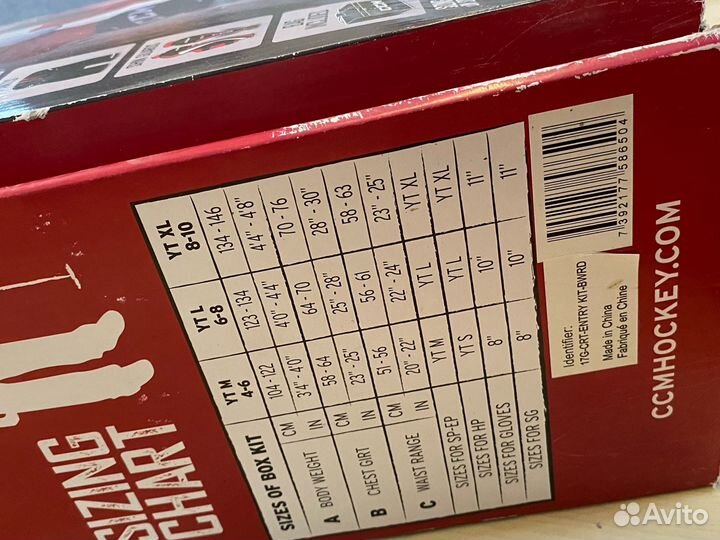 SIZING
CHART
SIZES OF BOX KIT YT M 4-6 YT L 6-8 YT XL 8-10
A BODY WEIGHT CM 104 - 122 123 - 134 134 - 146
IN 3'4" - 4'0" 4'0" - 4'4" 4'4" - 4'8"
B CHEST GIRT CM 58 - 64 64 - 70 70 - 76
IN 23" - 25" 25" - 28" 28" - 30"
C WAIST RANGE CM 51 - 56 56 - 61 58 - 63
IN 20" - 22" 22" - 24" 23" - 25"
SIZES FOR SP-EP YT M YT L YT XL
SIZES FOR HP YT S YT L YT XL
SIZES FOR GLOVES 8" 10" 11"
SIZES FOR SG 8" 10" 11"
7 392177 586504
Identifier:
17G-CRT-ENTRY KIT-BWRD
Made in China
Fabriqué en Chine
CCMHOCKEY.COM
Avito